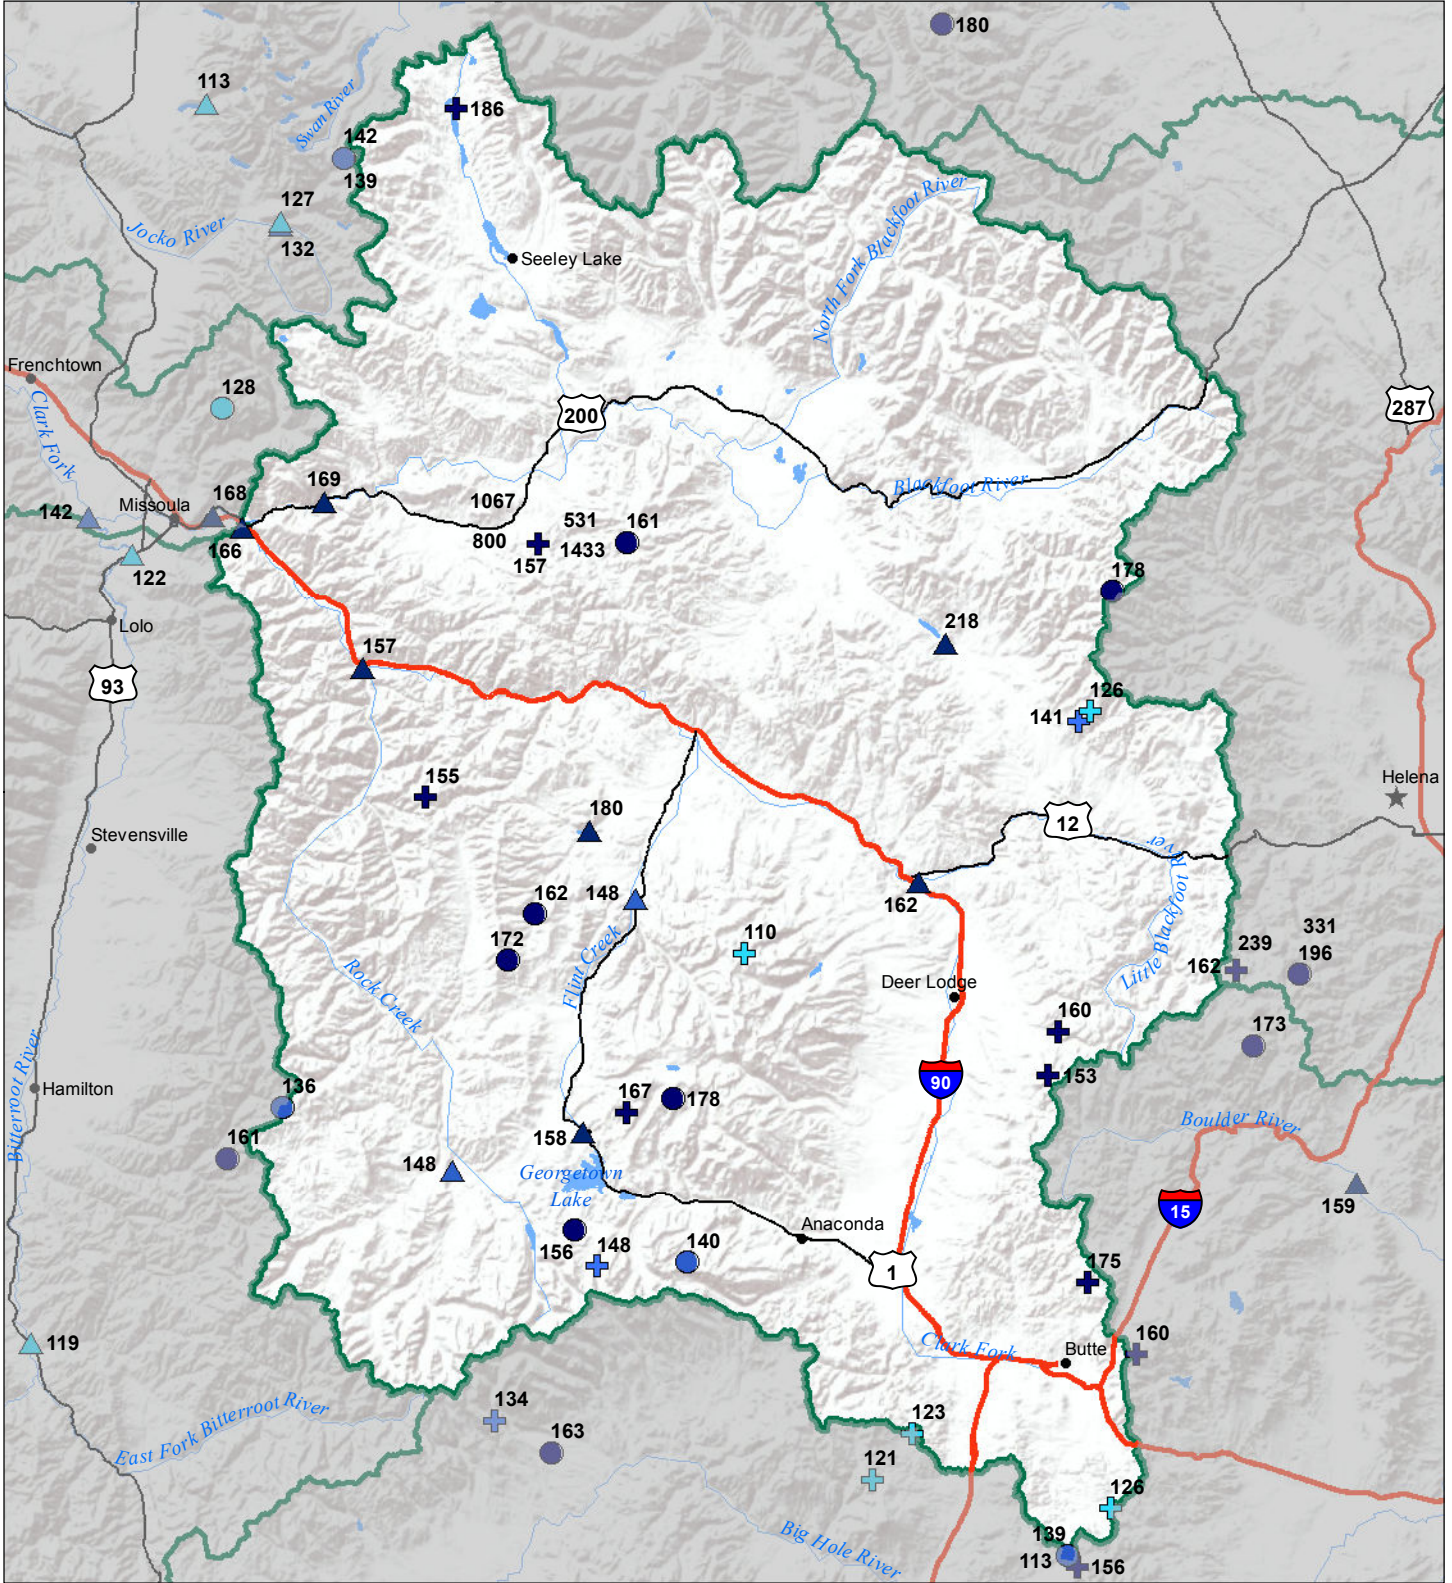 180
113
186
Swan River
142
139
127
132
Jocko River
North Fork Blackfoot River
Seeley Lake
Frenchtown
128
Clark Fork
200
287
169
168
1067
Missoula
142
166
531
161
800
1433
157
122
Blackfoot River
178
Lolo
218
157
93
126
141
155
Helena
180
12
Stevensville
River
162
148
162
172
110
Flint Creek
Little Blackfoot
239
331
162
196
Rock Creek
Deer Lodge
160
173
Bitterroot River
90
153
Hamilton
136
167
178
Boulder River
158
161
148
Georgetown
Lake
159
15
Anaconda
156
148
140
1
175
Clark Fork
Butte
160
119
134
163
123
East Fork Bitterroot River
121
126
Big Hole River
139
113
156